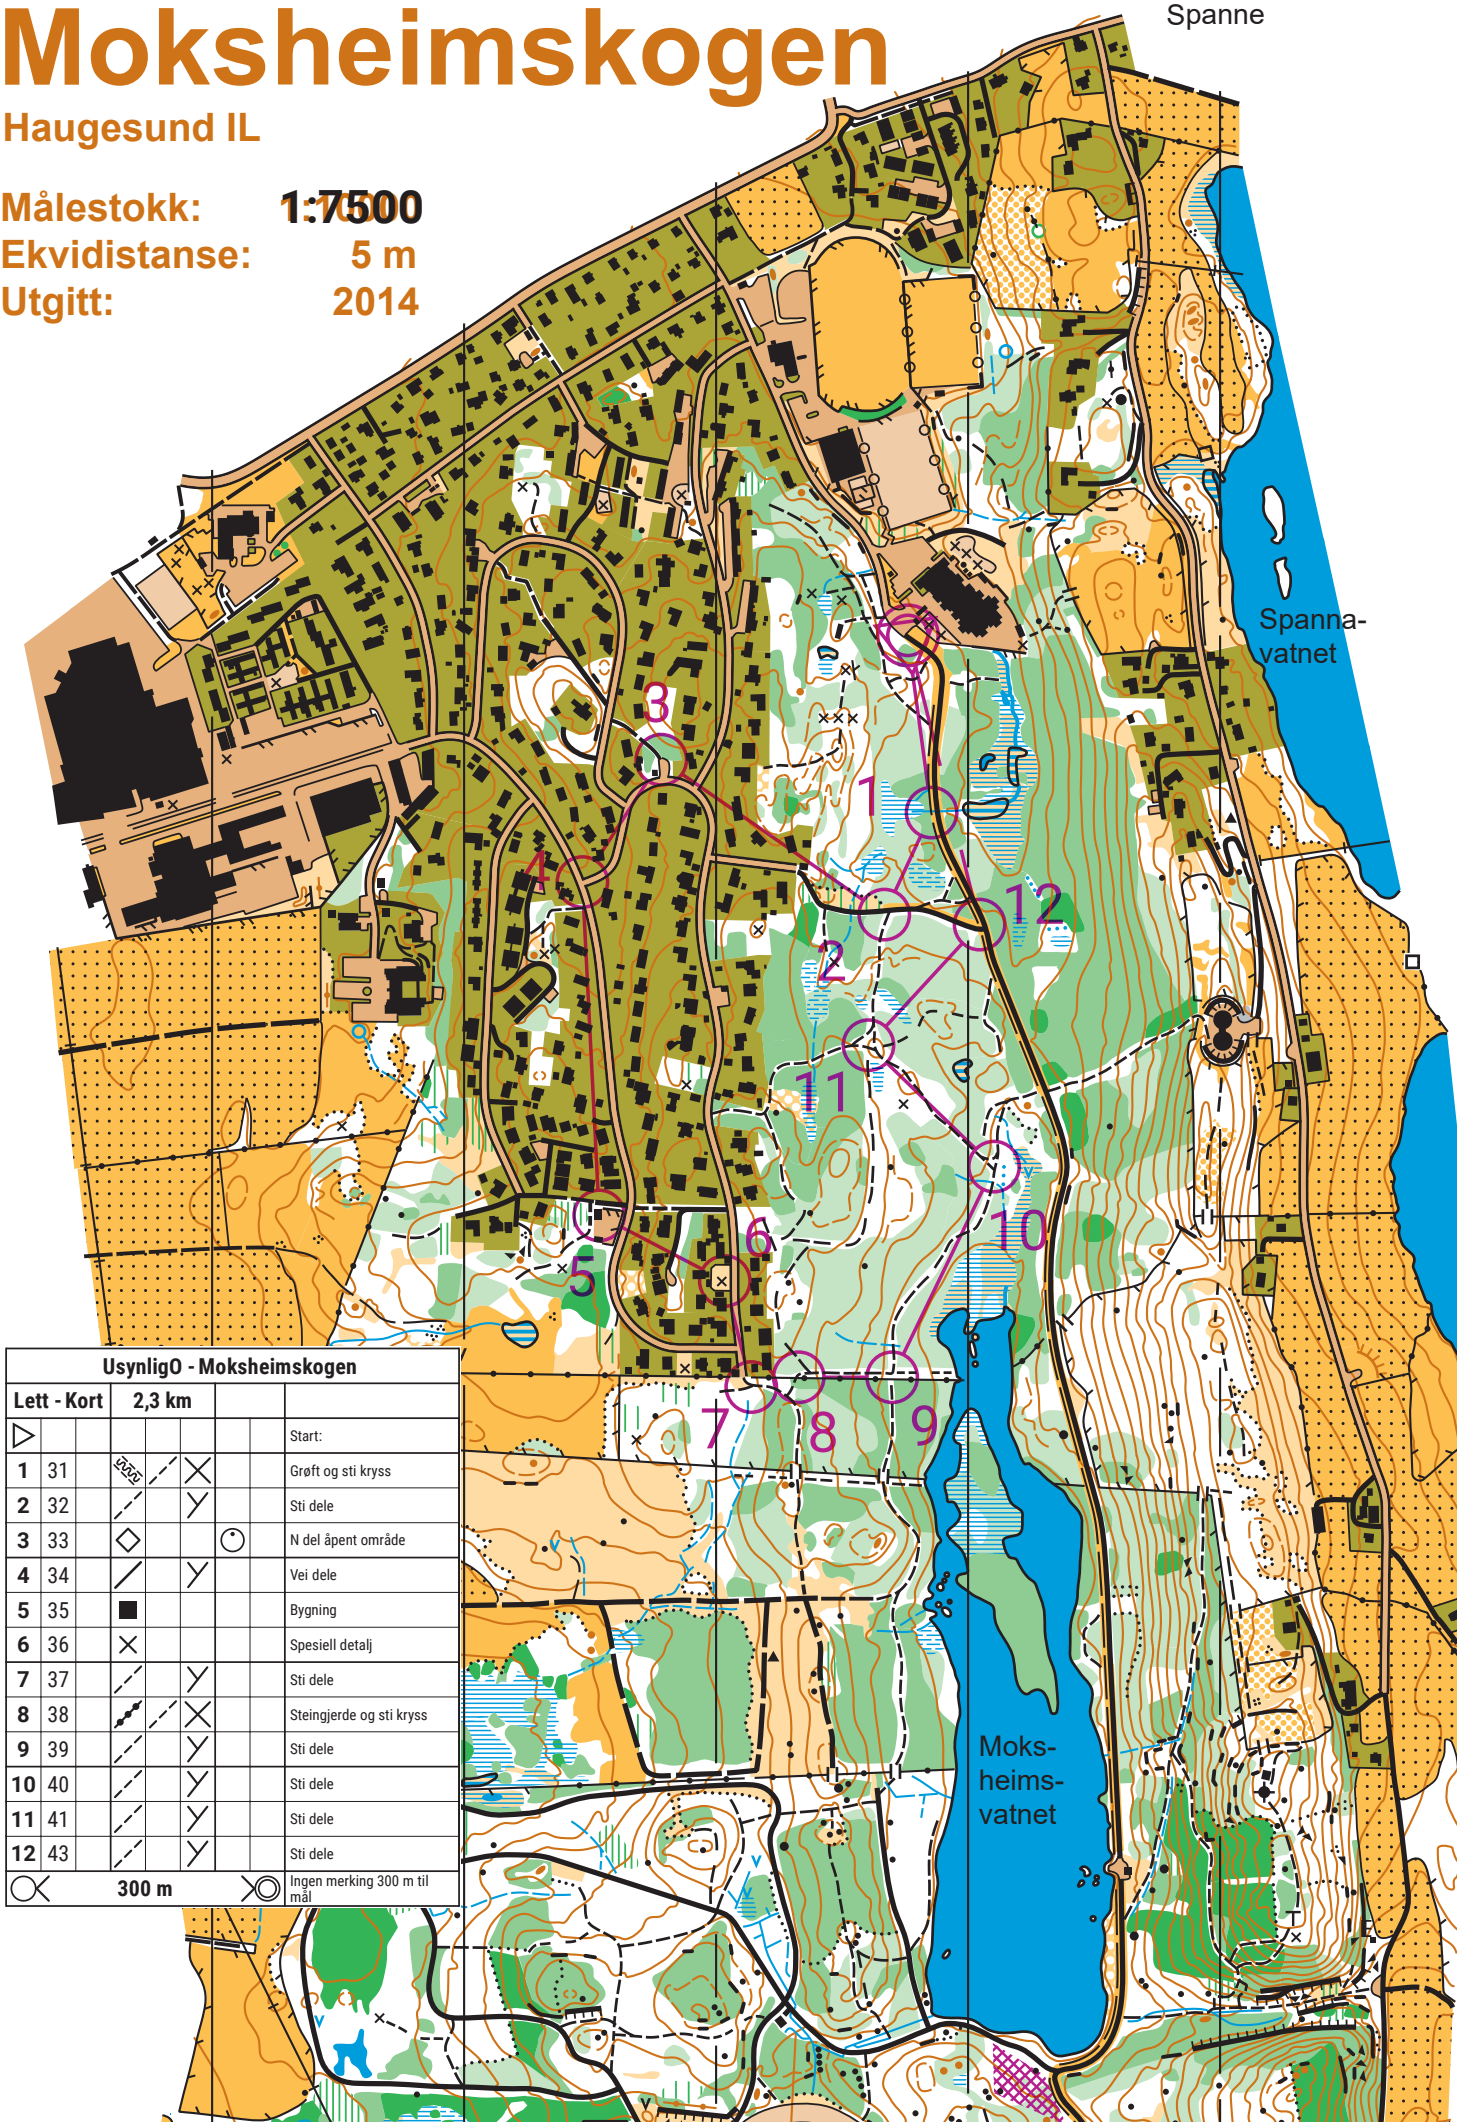 Moksheimskogen
Haugesund IL
Målestokk: 1:7500
Ekvidistanse: 5 m
Utgitt: 2014
Spanne
Spanna-
vatnet
3
1
4
12
2
11
10
6
5
7
8
9
Moks-
heims-
vatnet
UsynligO - Moksheimskogen
Lett - Kort 2,3 km
Start:
1 31 Grøft og sti kryss
2 32 Sti dele
3 33 N del åpent område
4 34 Vei dele
5 35 Bygning
6 36 Spesiell detalj
7 37 Sti dele
8 38 Steingjerde og sti kryss
9 39 Sti dele
10 40 Sti dele
11 41 Sti dele
12 43 Sti dele
300 m Ingen merking 300 m til
mål